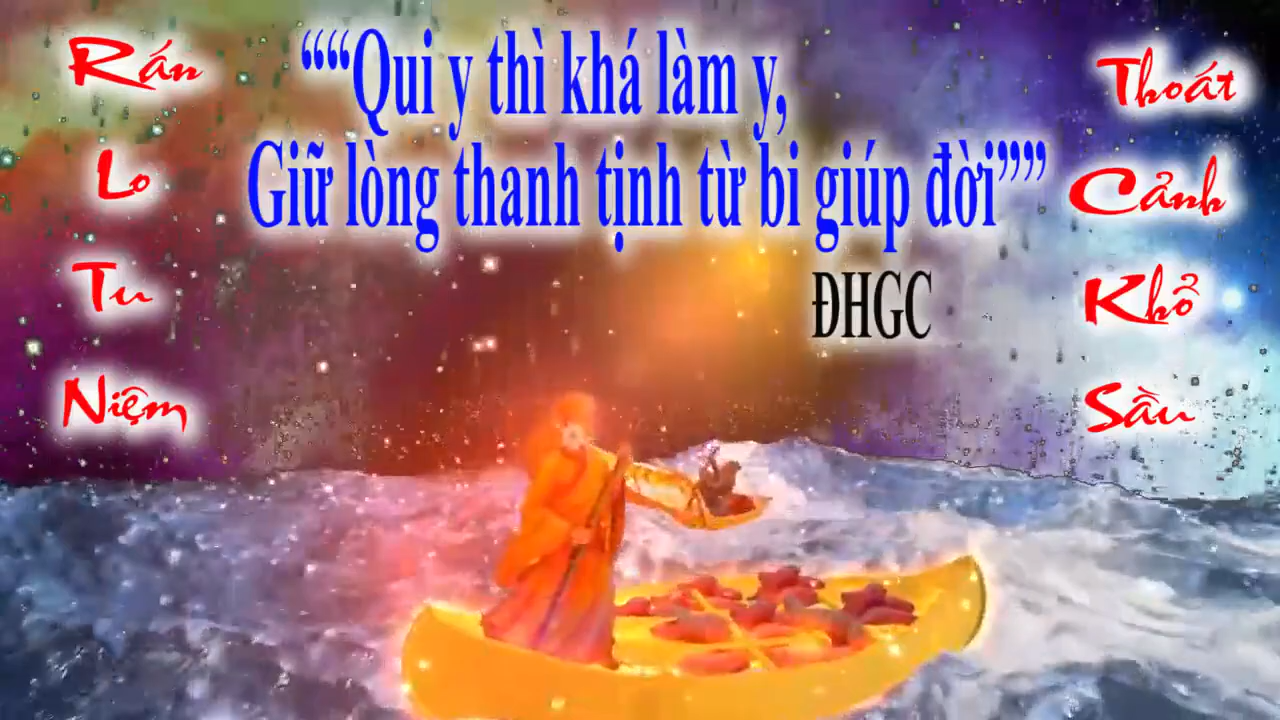 Rán
Lo
Tu
Niệm
““Qui y thì khá làm y,
Giữ lòng thanh tịnh từ bi giúp đời””
ĐHGC
Thoát
Cảnh
Khổ
Sầu